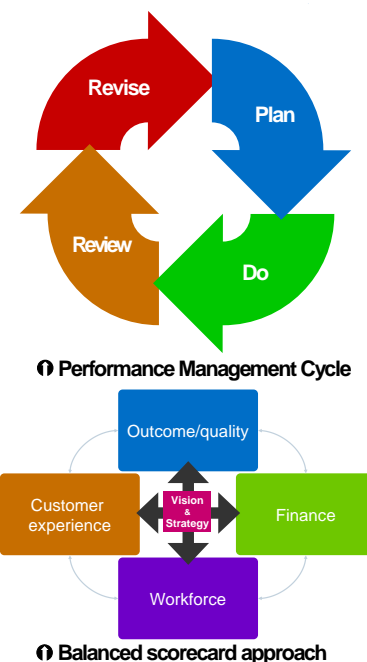 Revise
Plan
Review
Do
Performance Management Cycle
Outcome/quality
Customer
experience
Vision
&
Strategy
Finance
Workforce
Balanced scorecard approach